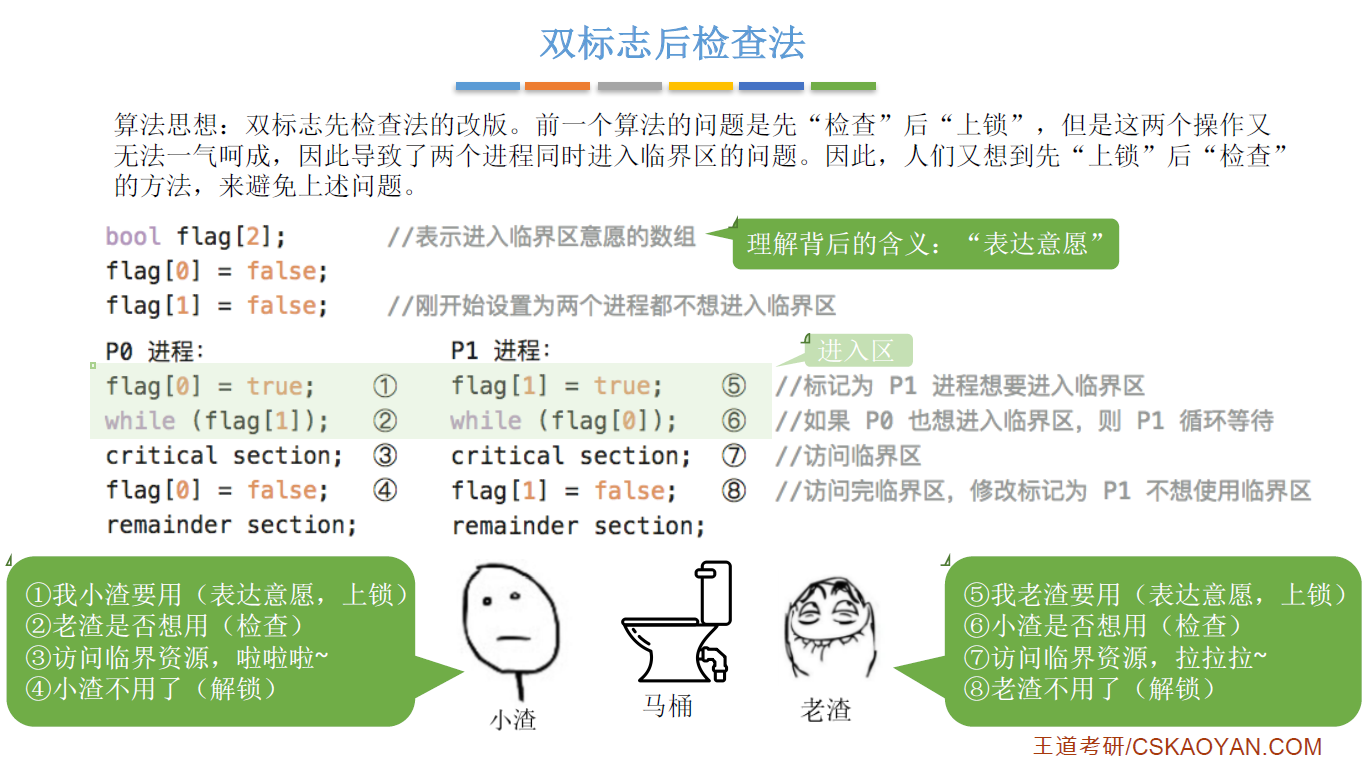 双标志后检查法
算法思想：双标志先检查法的改版。前一个算法的问题是先“检查”后“上锁”，但是这两个操作又
无法一气呵成，因此导致了两个进程同时进入临界区的问题。因此，人们又想到先“上锁”后“检查”
的方法，来避免上述问题。
bool flag[2]; //表示进入临界区意愿的数组
理解背后的含义：“表达意愿”
flag[0] = false;
flag[1] = false; //刚开始设置为两个进程都不想进入临界区
P0 进程: P1 进程:
进入区
flag[0] = true; ① flag[1] = true; ⑤ //标记为 P1 进程想要进入临界区
while (flag[1]); ② while (flag[0]); ⑥ //如果 P0 也想进入临界区，则 P1 循环等待
critical section; ③ critical section; ⑦ //访问临界区
flag[0] = false; ④ flag[1] = false; ⑧ //访问完临界区，修改标记为 P1 不想使用临界区
remainder section; remainder section;
①我小渣要用（表达意愿，上锁）
②老渣是否想用（检查）
③访问临界资源，啦啦啦~
④小渣不用了（解锁）
小渣
马桶
老渣
⑤我老渣要用（表达意愿，上锁）
⑥小渣是否想用（检查）
⑦访问临界资源，拉拉拉~
⑧老渣不用了（解锁）
王道考研/CSKAOYAN.COM